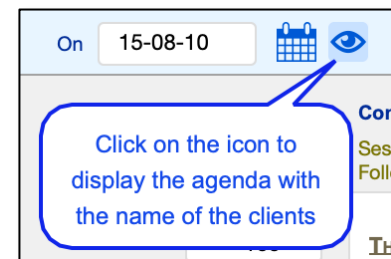 On 15-08-10
Click on the icon to
display the agenda with
the name of the clients